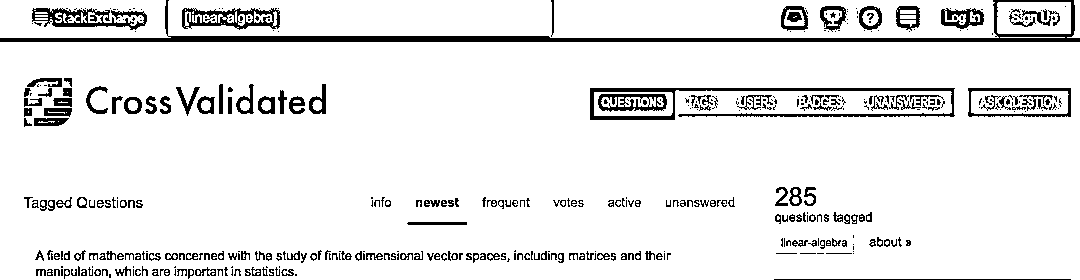 StackExchange [linear-algebra] Log In Sign Up
CrossValidated
QUESTIONS TAGS USERS BADGES UNANSWERED ASK QUESTION
Tagged Questions info newest frequent votes active unanswered
285
questions tagged
linear-algebra about »
A field of mathematics concerned with the study of finite dimensional vector spaces, including matrices and their
manipulation, which are important in statistics.